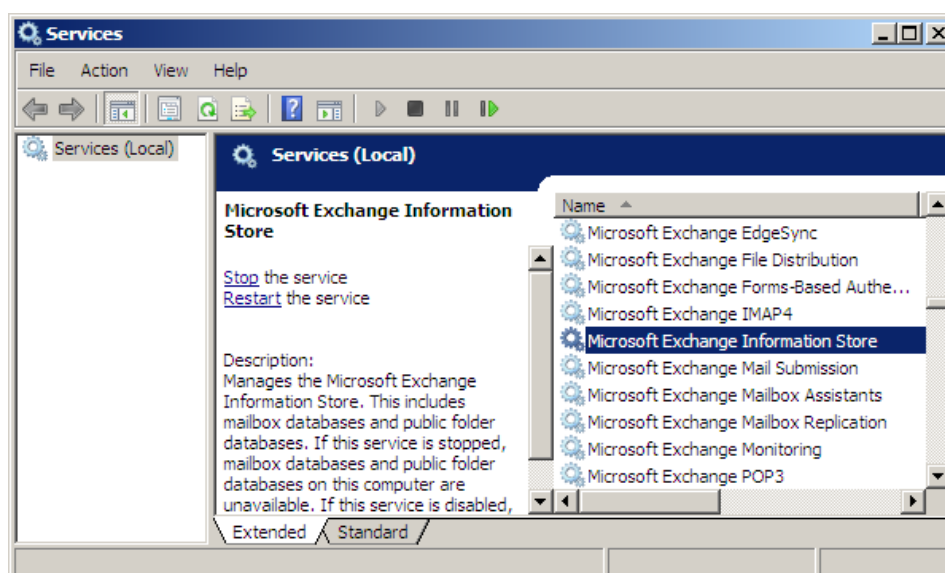 Services
File Action View Help
Services (Local)
Services (Local)
Microsoft Exchange Information
Store
Stop the service
Restart the service
Description:
Manages the Microsoft Exchange
Information Store. This includes
mailbox databases and public folder
databases. If this service is stopped,
mailbox databases and public folder
databases on this computer are
unavailable. If this service is disabled,
Name
Microsoft Exchange EdgeSync
Microsoft Exchange File Distribution
Microsoft Exchange Forms-Based Authe...
Microsoft Exchange IMAP4
Microsoft Exchange Information Store
Microsoft Exchange Mail Submission
Microsoft Exchange Mailbox Assistants
Microsoft Exchange Mailbox Replication
Microsoft Exchange Monitoring
Microsoft Exchange POP3
Extended Standard